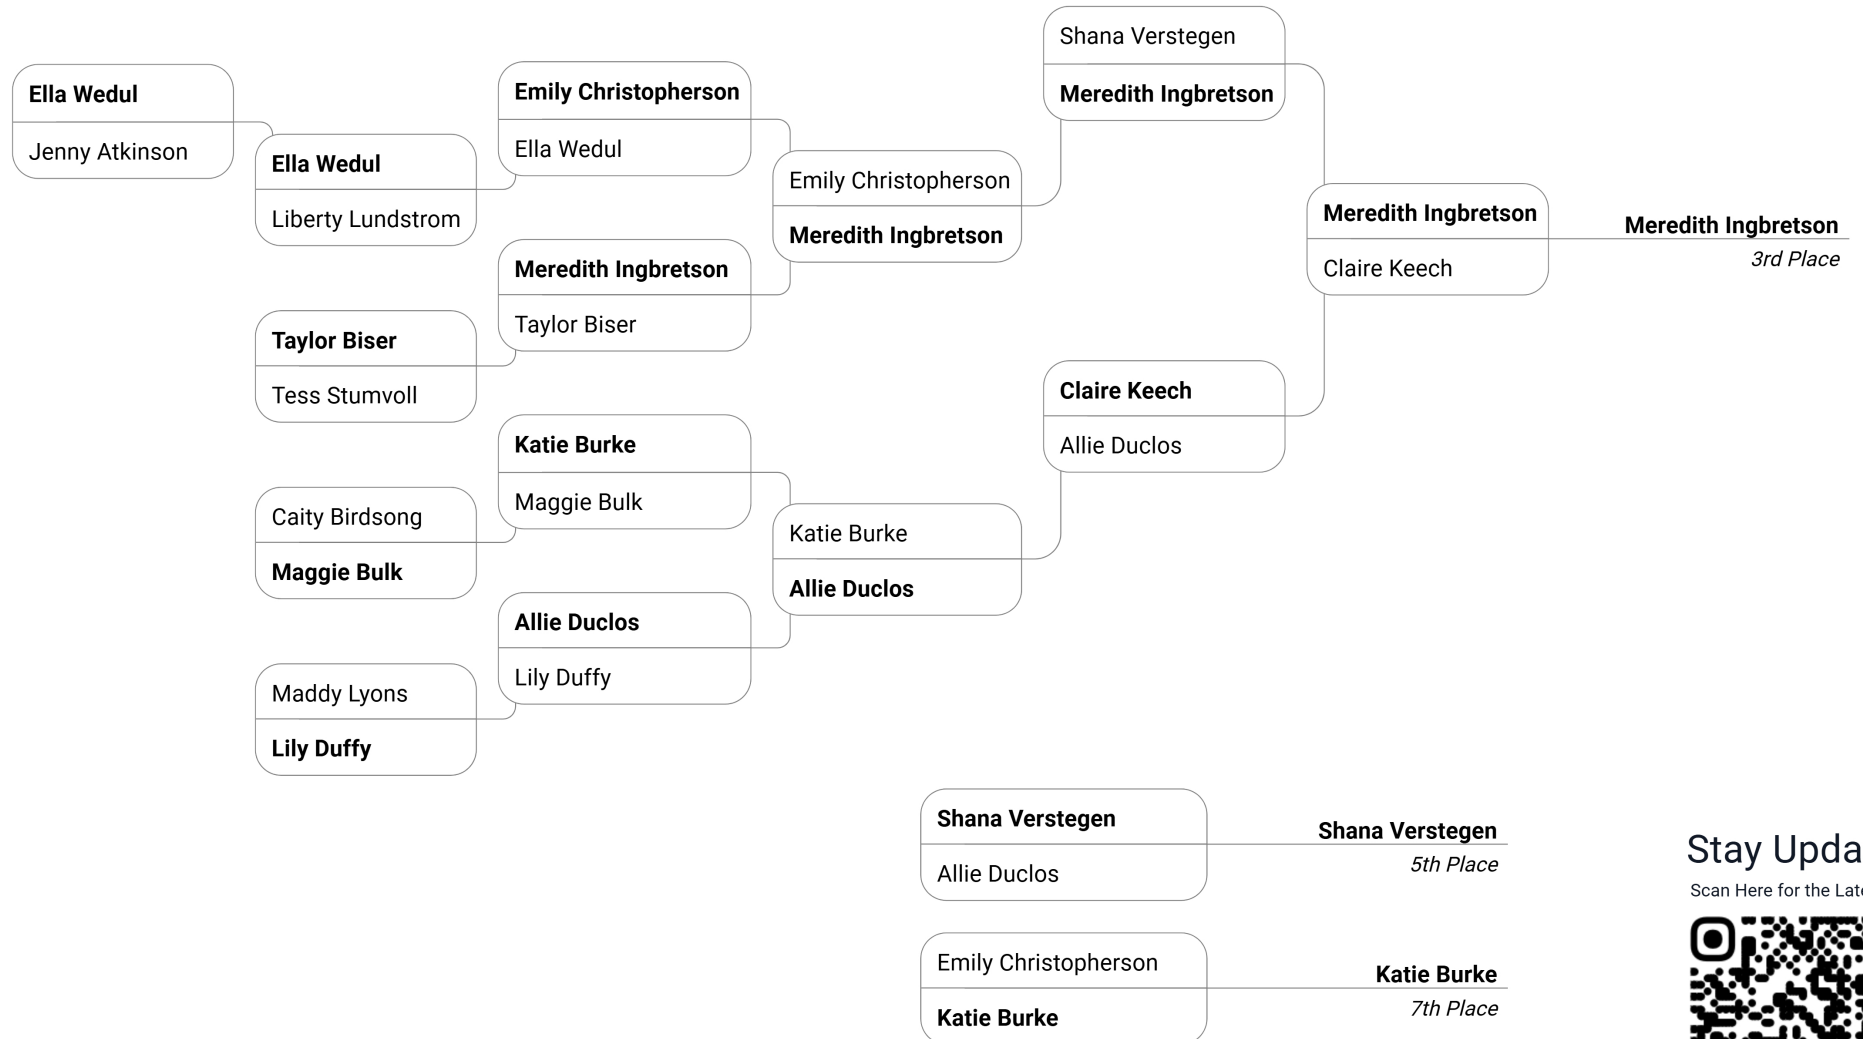 Ella Wedul
Jenny Atkinson
Ella Wedul
Liberty Lundstrom
Taylor Biser
Tess Stumvoll
Caity Birdsong
Maggie Bulk
Maddy Lyons
Lily Duffy
Emily Christopherson
Ella Wedul
Meredith Ingbretson
Taylor Biser
Katie Burke
Maggie Bulk
Allie Duclos
Lily Duffy
Emily Christopherson
Meredith Ingbretson
Katie Burke
Allie Duclos
Shana Verstegen
Meredith Ingbretson
Claire Keech
Allie Duclos
Meredith Ingbretson
Claire Keech
Meredith Ingbretson
3rd Place
Shana Verstegen
Allie Duclos
Shana Verstegen
5th Place
Emily Christopherson
Katie Burke
Katie Burke
7th Place
Stay Upda
Scan Here for the Late